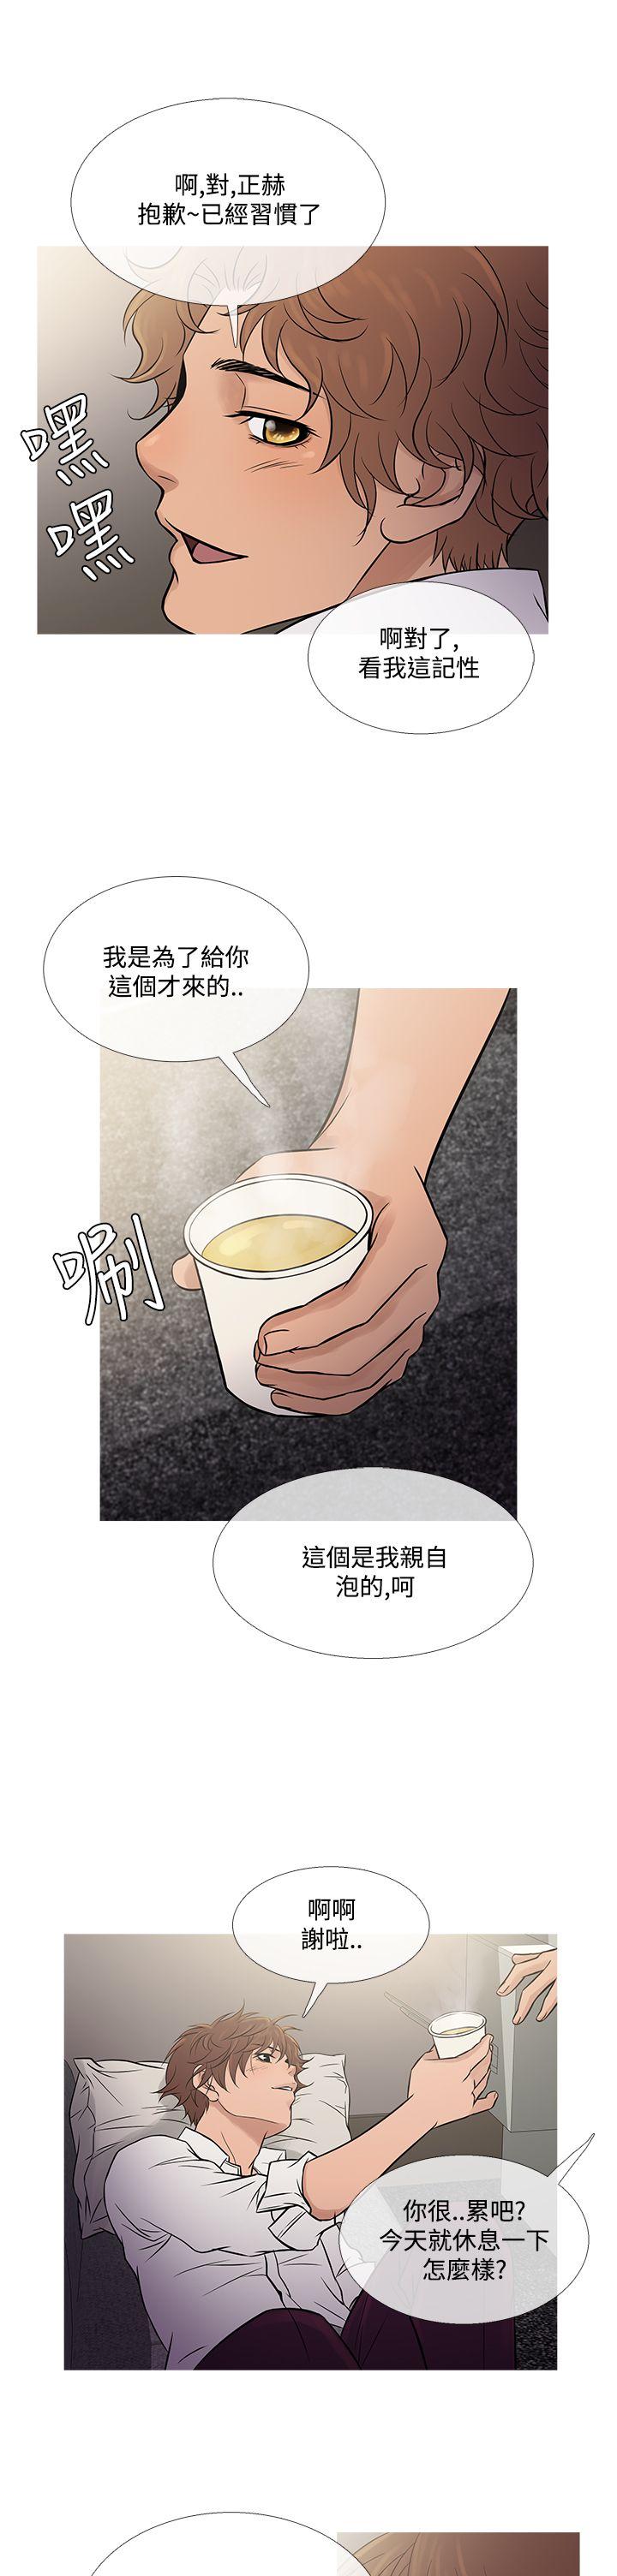 啊,對,正赫
抱歉~已經習慣了
嘿
嘿
啊對了,
看我這記性
我是為了給你
這個才來的..
唰
這個是我親自
泡的,呵
啊啊
謝啦..
你很..累吧?
今天就休息一下
怎麼樣?